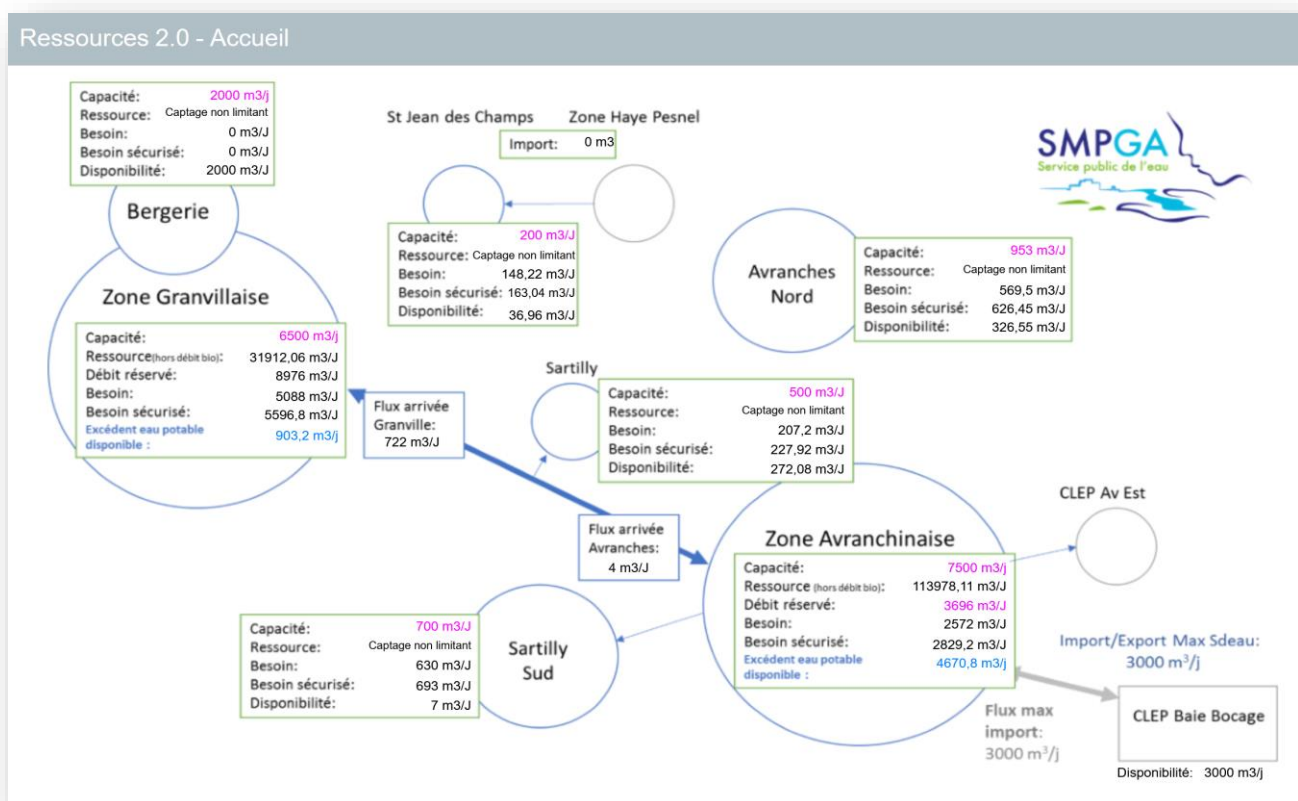 Ressources 2.0 - Accueil
Capacité: 2000 m3/j
Ressource: Captage non limitant
Besoin: 0 m3/J
Besoin sécurisé: 0 m3/J
Disponibilité: 2000 m3/J
Bergerie
St Jean des Champs
Zone Haye Pesnel
Import: 0 m3
SMPGA
Service public de l'eau
Capacité: 200 m3/J
Ressource: Captage non limitant
Besoin: 148,22 m3/J
Besoin sécurisé: 163,04 m3/J
Disponibilité: 36,96 m3/J
Avranches
Nord
Capacité: 953 m3/J
Ressource: Captage non limitant
Besoin: 569,5 m3/J
Besoin sécurisé: 626,45 m3/J
Disponibilité: 326,55 m3/J
Zone Granvillaise
Capacité: 6500 m3/j
Ressource(hors débit bio): 31912,06 m3/J
Débit réservé: 8976 m3/J
Besoin: 5088 m3/J
Besoin sécurisé: 5596,8 m3/J
Excédent eau potable
disponible : 903,2 m3/j
Flux arrivée
Granville:
722 m3/J
Sartilly
Capacité: 500 m3/J
Ressource: Captage non limitant
Besoin: 207,2 m3/J
Besoin sécurisé: 227,92 m3/J
Disponibilité: 272,08 m3/J
Flux arrivée
Avranches:
4 m3/J
CLEP Av Est
Zone Avranchinaise
Capacité: 7500 m3/j
Ressource (hors débit bio): 113978,11 m3/J
Débit réservé: 3696 m3/J
Besoin: 2572 m3/J
Besoin sécurisé: 2829,2 m3/J
Excédent eau potable
disponible : 4670,8 m3/j
Capacité: 700 m3/J
Ressource: Captage non limitant
Besoin: 630 m3/J
Besoin sécurisé: 693 m3/J
Disponibilité: 7 m3/J
Sartilly
Sud
Import/Export Max Sdeau:
3000 m³/j
Flux max
import:
3000 m³/j
CLEP Baie Bocage
Disponibilité: 3000 m3/j